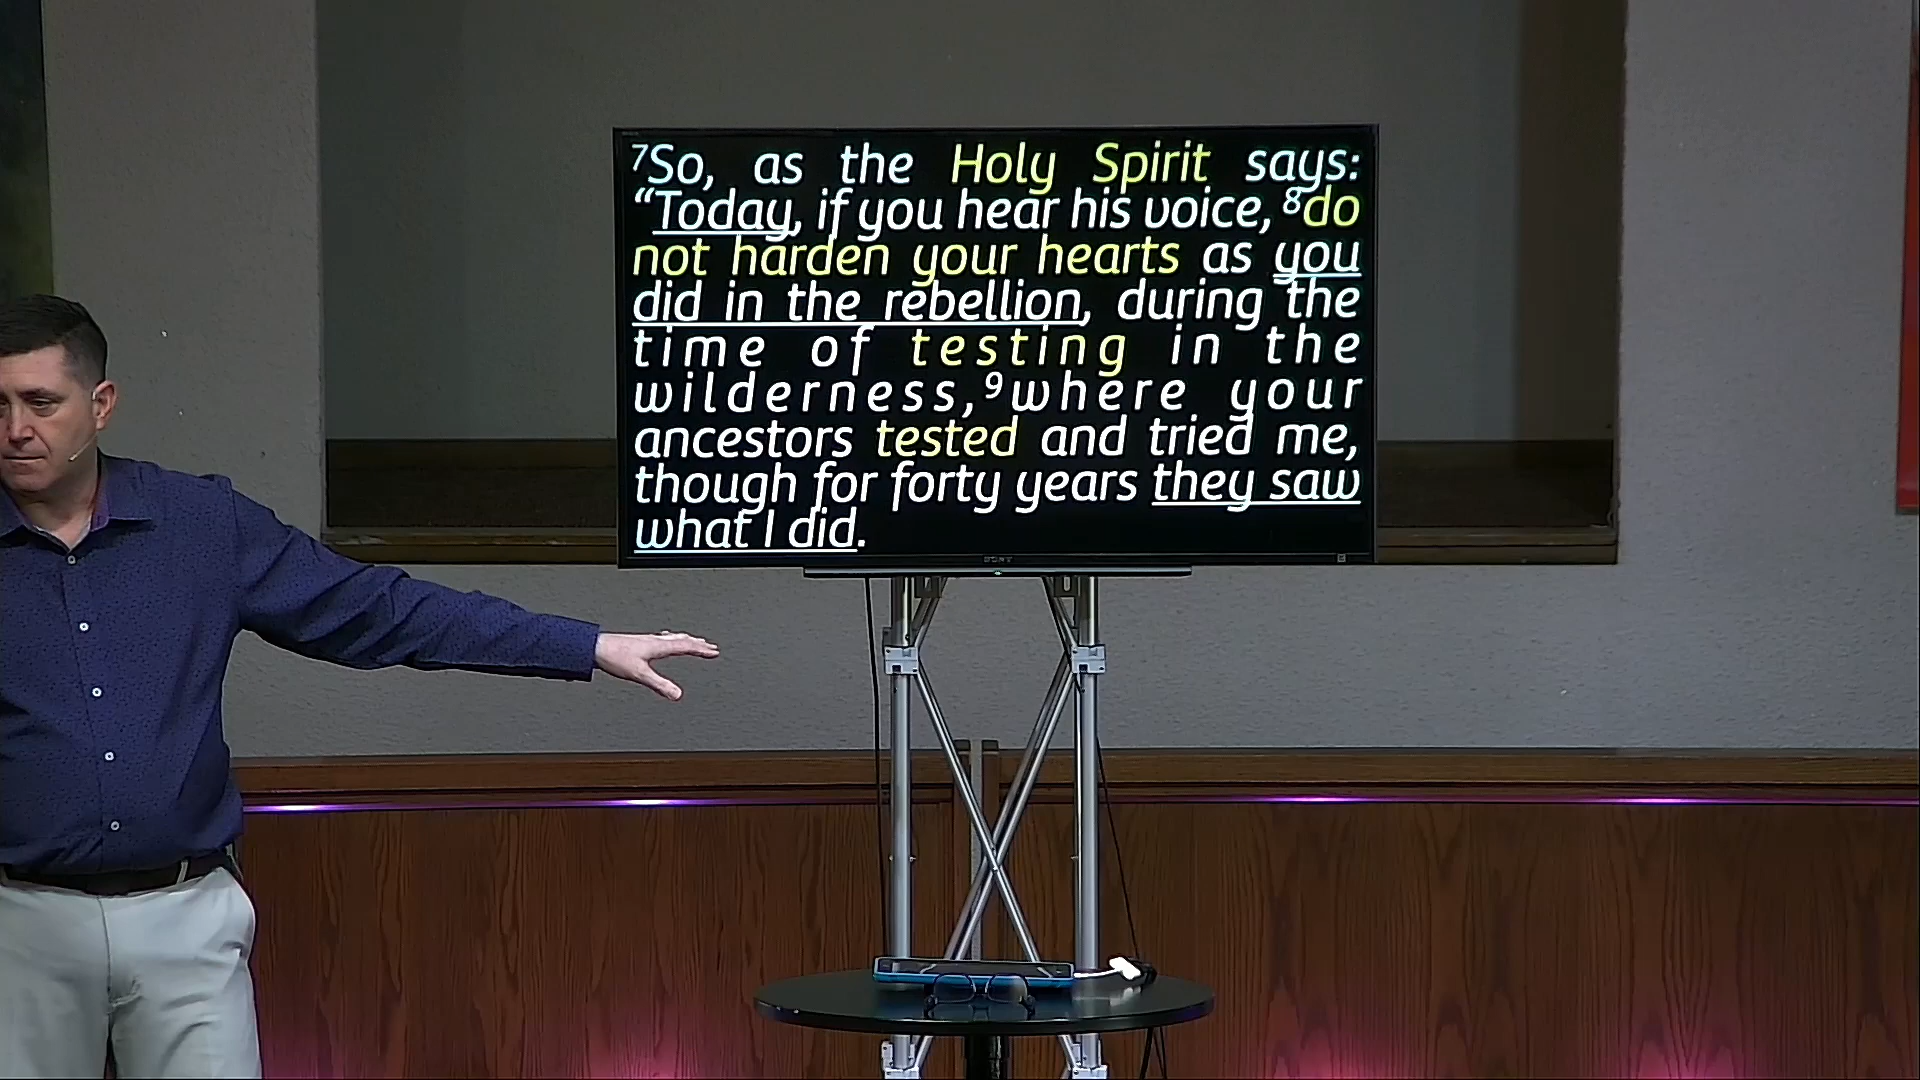 ⁷So, as the Holy Spirit says:
“Today, if you hear his voice, ⁸do
not harden your hearts as you
did in the rebellion, during the
time of testing in the
wilderness, ⁹where your
ancestors tested and tried me,
though for forty years they saw
what I did.
SONY